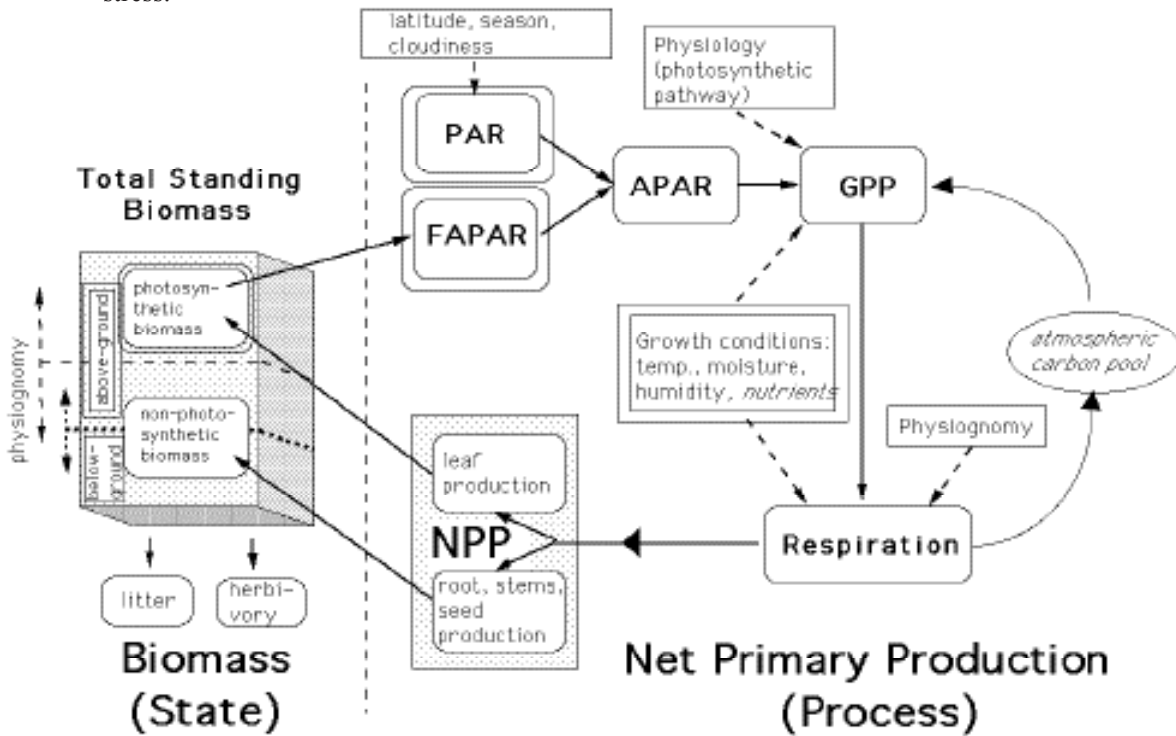 stress.
latitude, season,
cloudiness
Physiology
(photosynthetic
pathway)
PAR
APAR
GPP
FAPAR
Total Standing
Biomass
photosyn-
thetic
biomass
above-ground
physiognomy
non-photo-
synthetic
biomass
below-
ground
Growth conditions:
temp., moisture,
humidity, nutrients
atmospheric
carbon pool
Physiognomy
leaf
production
NPP
Respiration
root, stems,
seed
production
litter
herbi-
vory
Biomass
(State)
Net Primary Production
(Process)